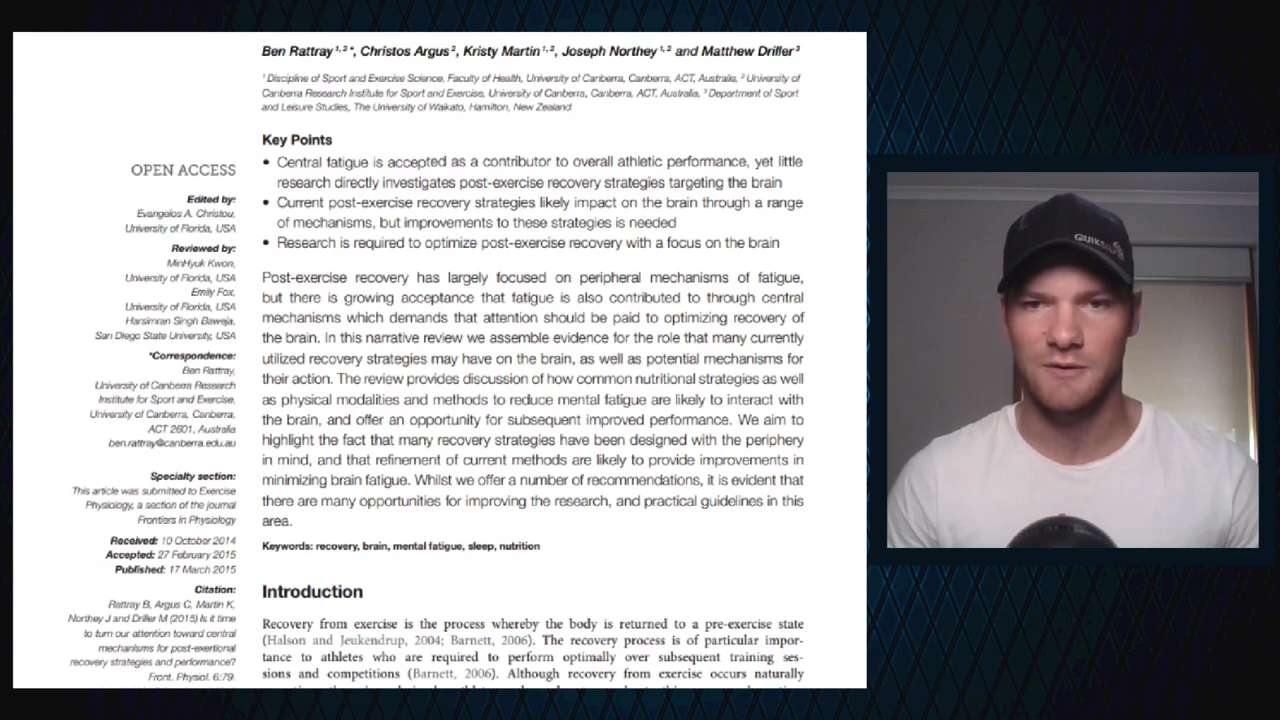 Ben Rattray 1,2 *, Christos Argus 2, Kristy Martin 1,2, Joseph Northey 1,2 and Matthew Driller 3
1 Discipline of Sport and Exercise Science, Faculty of Health, University of Canberra, Canberra, ACT, Australia, 2 University of
Canberra Research Institute for Sport and Exercise, University of Canberra, Canberra, ACT, Australia, 3 Department of Sport
and Leisure Studies, The University of Waikato, Hamilton, New Zealand
Key Points
• Central fatigue is accepted as a contributor to overall athletic performance, yet little
research directly investigates post-exercise recovery strategies targeting the brain
• Current post-exercise recovery strategies likely impact on the brain through a range
of mechanisms, but improvements to these strategies is needed
• Research is required to optimize post-exercise recovery with a focus on the brain
Post-exercise recovery has largely focused on peripheral mechanisms of fatigue,
but there is growing acceptance that fatigue is also contributed to through central
mechanisms which demands that attention should be paid to optimizing recovery of
the brain. In this narrative review we assemble evidence for the role that many currently
utilized recovery strategies may have on the brain, as well as potential mechanisms for
their action. The review provides discussion of how common nutritional strategies as well
as physical modalities and methods to reduce mental fatigue are likely to interact with
the brain, and offer an opportunity for subsequent improved performance. We aim to
highlight the fact that many recovery strategies have been designed with the periphery
in mind, and that refinement of current methods are likely to provide improvements in
minimizing brain fatigue. Whilst we offer a number of recommendations, it is evident that
there are many opportunities for improving the research, and practical guidelines in this
area.
Keywords: recovery, brain, mental fatigue, sleep, nutrition
Introduction
Recovery from exercise is the process whereby the body is returned to a pre-exercise state
(Halson and Jeukendrup, 2004; Barnett, 2006). The recovery process is of particular impor-
tance to athletes who are required to perform optimally over subsequent training ses-
sions and competitions (Barnett, 2006). Although recovery from exercise occurs naturally
OPEN ACCESS
Edited by:
Evangelos A. Christou,
University of Florida, USA
Reviewed by:
MinHyuk Kwon,
University of Florida, USA
Emily Fox,
University of Florida, USA
Harsimran Singh Baweja,
San Diego State University, USA
*Correspondence:
Ben Rattray,
University of Canberra Research
Institute for Sport and Exercise,
University of Canberra, Canberra,
ACT 2601, Australia
ben.rattray@canberra.edu.au
Specialty section:
This article was submitted to Exercise
Physiology, a section of the journal
Frontiers in Physiology
Received: 10 October 2014
Accepted: 27 February 2015
Published: 17 March 2015
Citation:
Rattray B, Argus C, Martin K,
Northey J and Driller M (2015) Is it time
to turn our attention toward central
mechanisms for post-exertional
recovery strategies and performance?
Front. Physiol. 6:79.